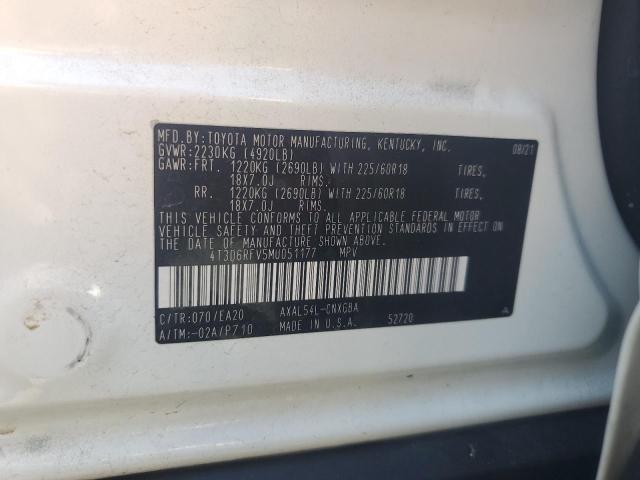 MFD.BY:TOYOTA MOTOR MANUFACTURING, KENTUCKY, INC. 08/21
GVWR:2230KG (4920LB)
GAWR:FRT. 1220KG (2690LB) WITH 225/60R18 TIRES,
18X7.0J RIMS.
RR. 1220KG (2690LB) WITH 225/60R18 TIRES,
18X7.0J RIMS.
THIS VEHICLE CONFORMS TO ALL APPLICABLE FEDERAL MOTOR
VEHICLE SAFETY, BUMPER, AND THEFT PREVENTION STANDARDS IN
EFFECT ON THE DATE OF MANUFACTURE SHOWN ABOVE.
4T3D6RFV5MU051177 MPV
C/TR:070/EA20 AXAL54L-CNXGBA
A/TM:-02A/P710 MADE IN U.S.A. 52720